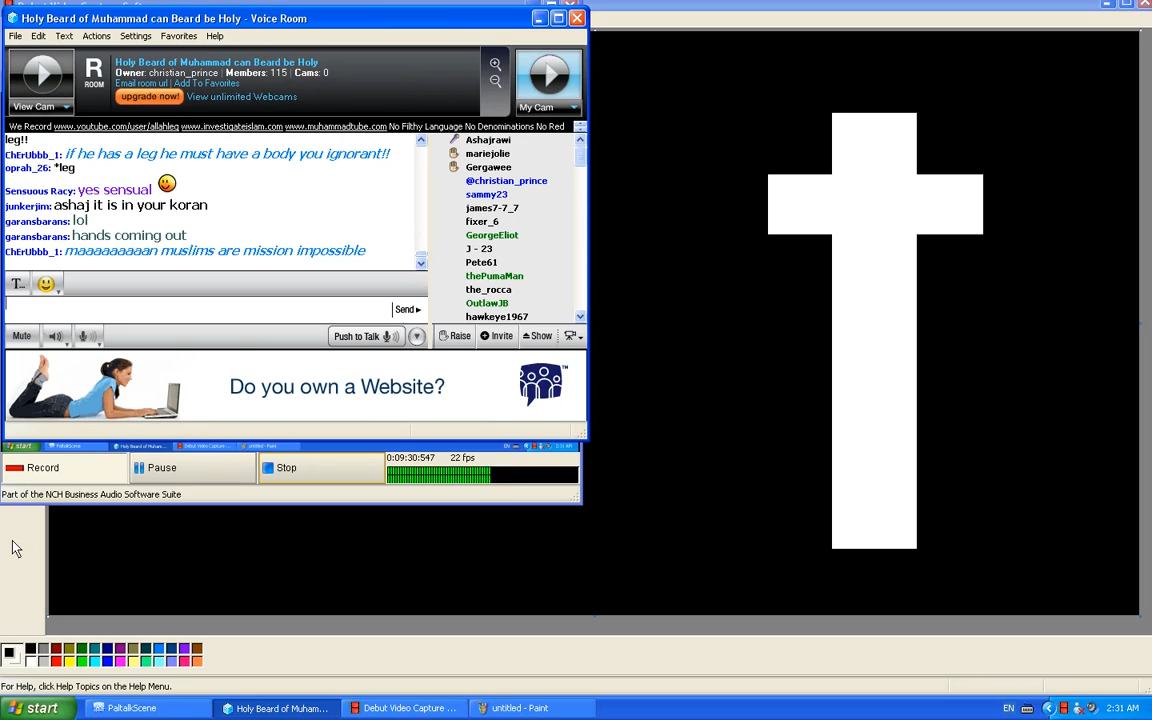 Holy Beard of Muhammad can Beard be Holy - Voice Room
File Edit Text Actions Settings Favorites Help
R
ROOM
Holy Beard of Muhammad can Beard be Holy
Owner: christian_prince | Members: 115 | Cams: 0
Email room url | Add To Favorites
upgrade now! View unlimited Webcams
View Cam
My Cam
We Record www.youtube.com/user/allahleg www.investigateislam.com www.muhammadtube.com No Filthy Language No Denominations No Red
leg!!
ChErUbbb_1: if he has a leg he must have a body you ignorant!!
oprah_26: *leg
Sensuous Racy: yes sensual
junkerjim: ashaj it is in your koran
garansbarans: lol
garansbarans: hands coming out
ChErUbbb_1: maaaaaaaaan muslims are mission impossible
Ashajrawi
mariejolie
Gergawee
@christian_prince
sammy23
james7-7_7
fixer_6
GeorgeEliot
J - 23
Pete61
thePumaMan
the_rocca
OutlawJB
hawkeye1967
T...
Send
Mute
Push to Talk
Raise Invite Show
Do you own a Website?
TM
Record Pause Stop
0:09:30:547 22 fps
Part of the NCH Business Audio Software Suite
For Help, click Help Topics on the Help Menu.
start PaltalkScene Holy Beard of Muham... Debut Video Capture ... untitled - Paint EN 2:31 AM